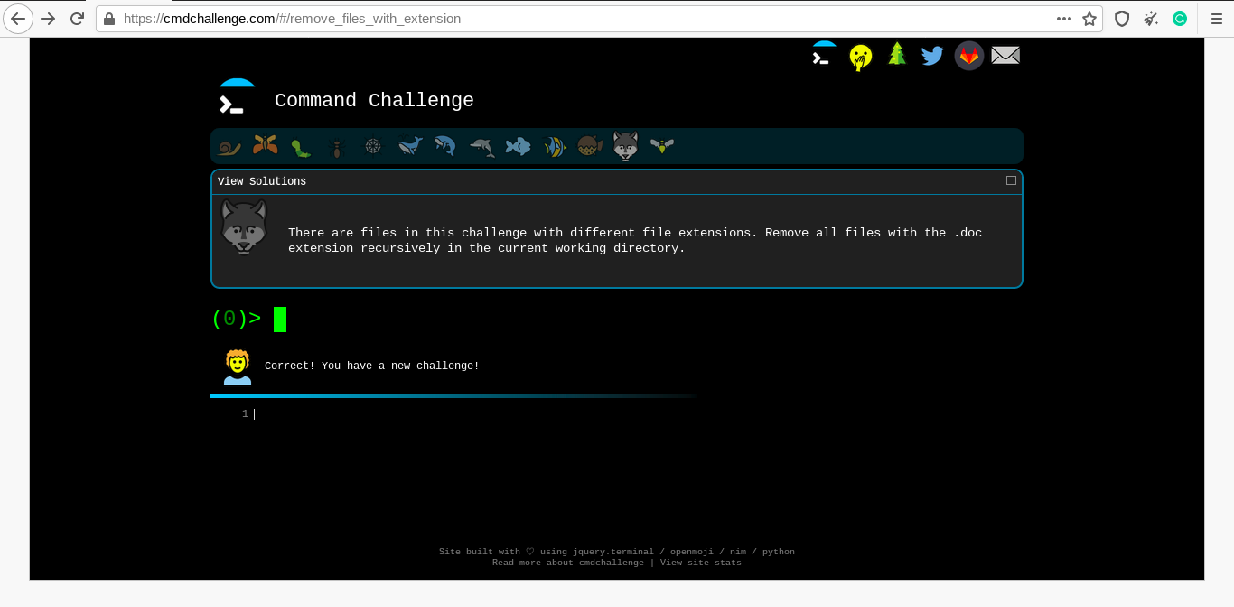 https://cmdchallenge.com/#/remove_files_with_extension
Command Challenge
View Solutions
There are files in this challenge with different file extensions. Remove all files with the .doc
extension recursively in the current working directory.
(0)>
Correct! You have a new challenge!
1
Site built with ♡ using jquery.terminal / openmoji / nim / python
Read more about cmdchallenge | View site stats